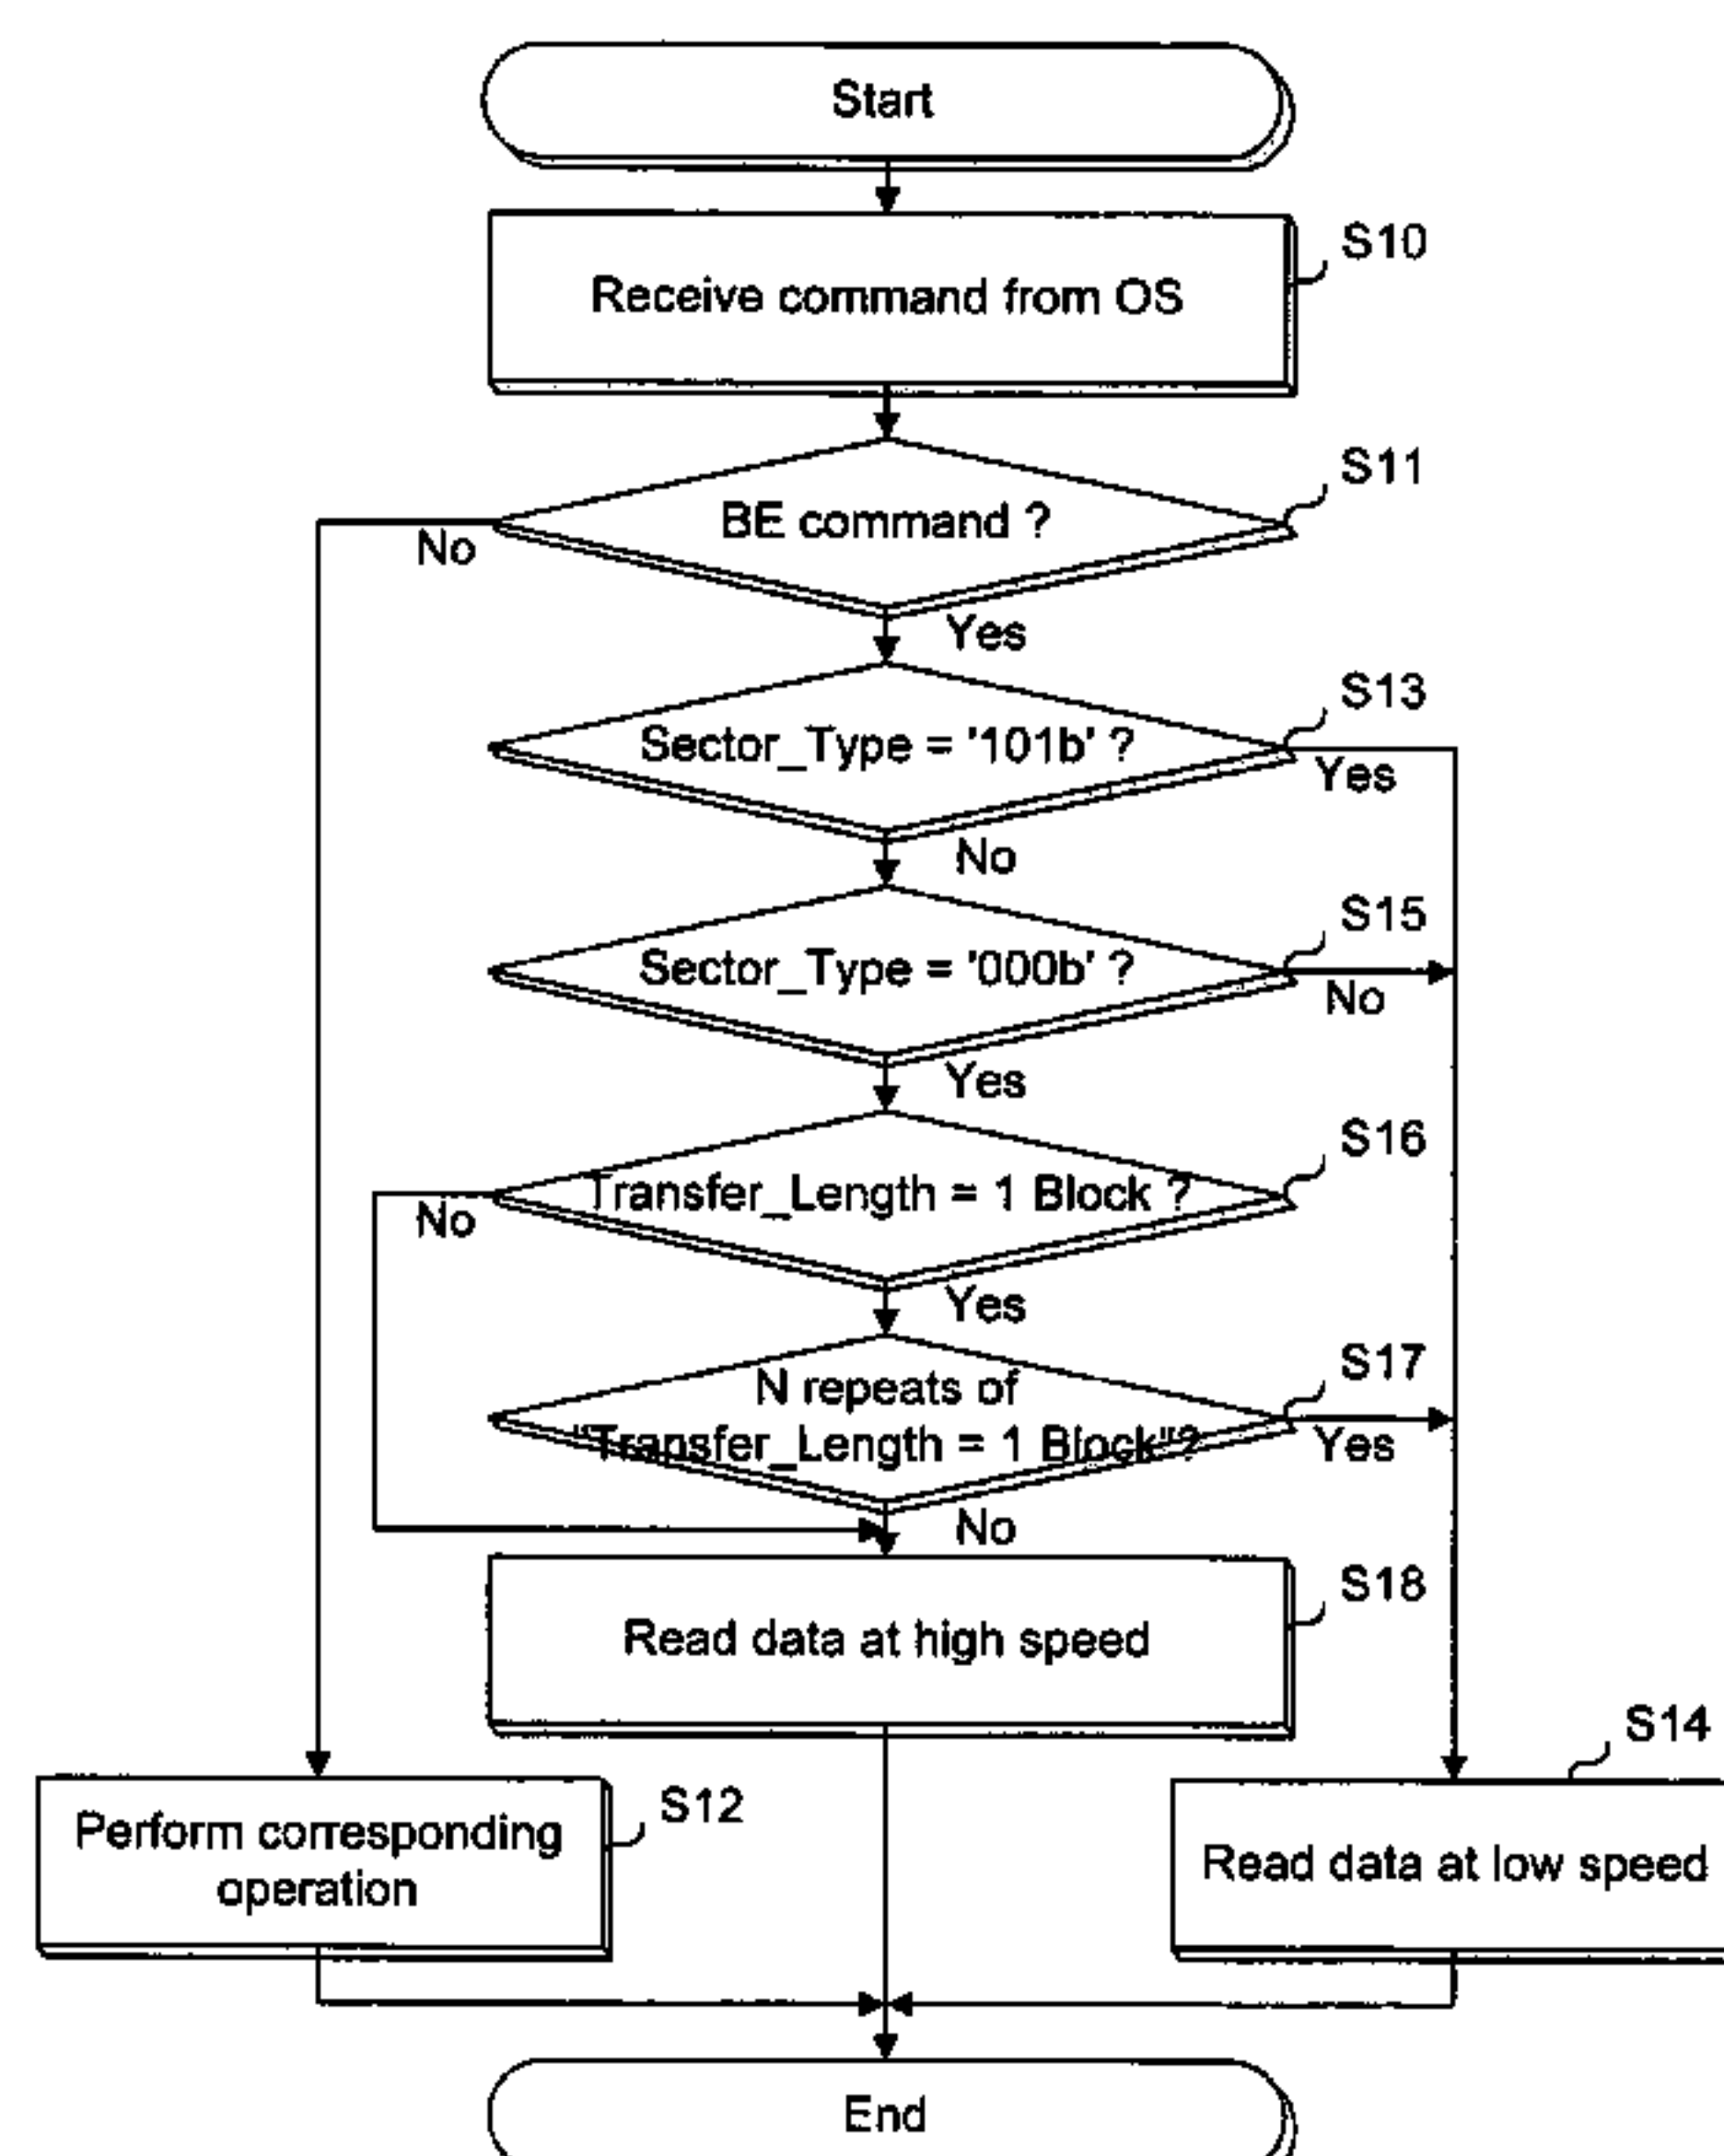 Start
S10
Receive command from OS
S11
BE command ?
No
Yes
S13
Sector_Type = '101b' ?
Yes
No
S15
Sector_Type = '000b' ?
No
Yes
S16
Transfer_Length = 1 Block ?
No
Yes
S17
N repeats of
"Transfer_Length = 1 Block"?
Yes
No
S18
Read data at high speed
S14
S12
Perform corresponding
operation
Read data at low speed
End